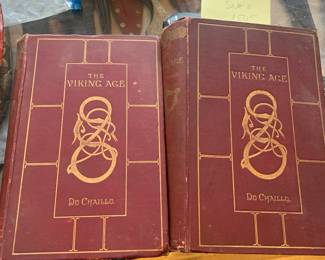 THE
VIKING AGE
DU CHAILLU.
THE
VIKING AGE
DU CHAILLU.